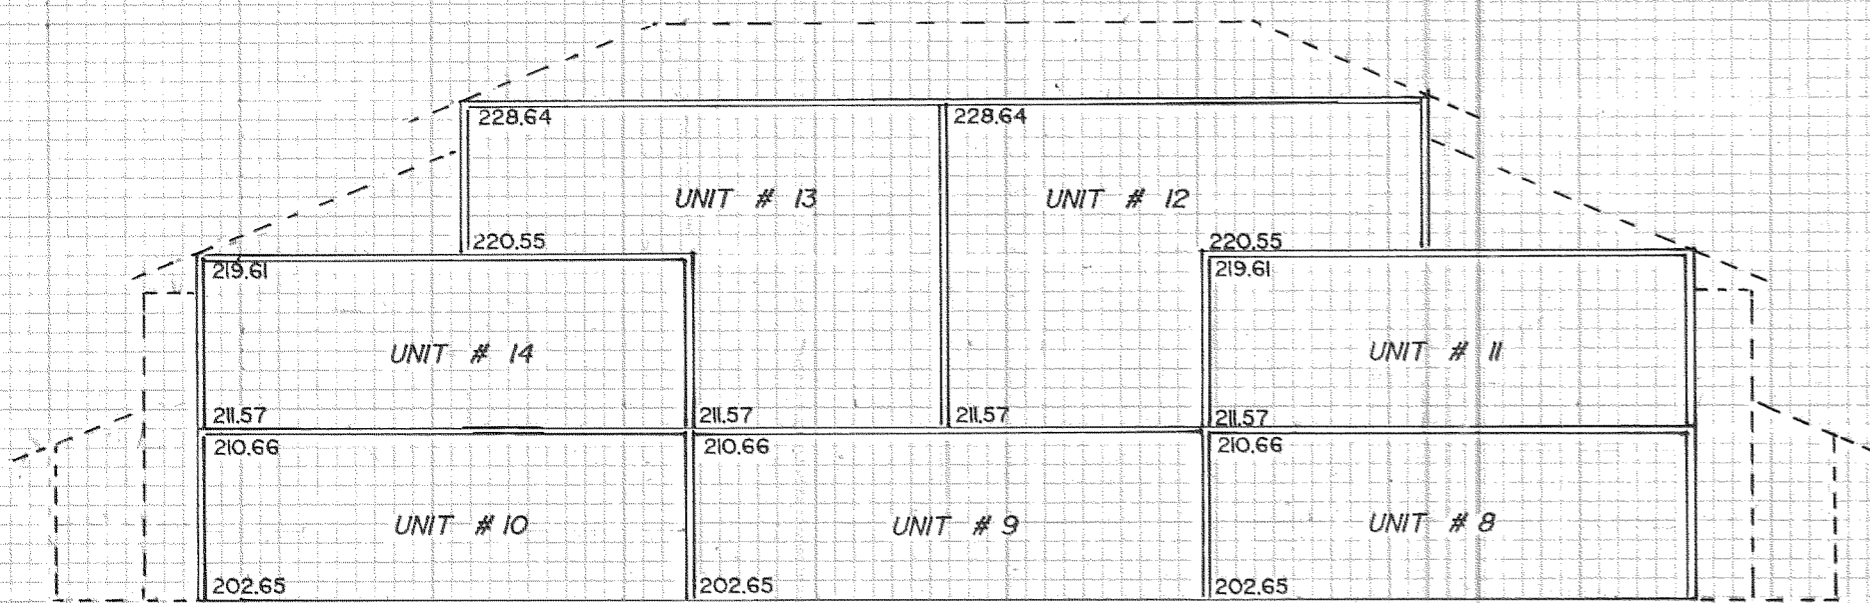 228.64 228.64
UNIT # 13 UNIT # 12
220.55 220.55
219.61 219.61
UNIT # 14 UNIT # 11
211.57 211.57 211.57 211.57
210.66 210.66 210.66
UNIT # 10 UNIT # 9 UNIT # 8
202.65 202.65 202.65